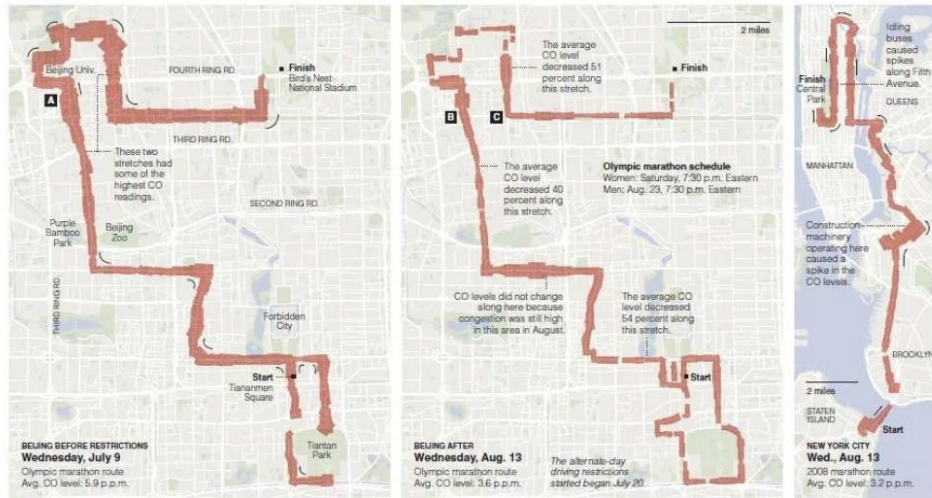 Beijing Univ.
A
FOURTH RING RD.
Finish
Bird's Nest
National Stadium
THIRD RING RD.
These two
stretches had
some of the
highest CO
readings.
SECOND RING RD.
Purple
Bamboo
Park
Beijing
Zoo
THIRD RING RD.
Forbidden
City
Start
Tiananmen
Square
Tiantan
Park
BEIJING BEFORE RESTRICTIONS
Wednesday, July 9
Olympic marathon route
Avg. CO level: 5.9 p.p.m.
2 miles
The average
CO level
decreased 51
percent along
this stretch.
Finish
B
C
The average
CO level
decreased 40
percent along
this stretch.
Olympic marathon schedule
Women: Saturday, 7:30 p.m. Eastern
Men: Aug. 23, 7:30 p.m. Eastern
CO levels did not change
along here because
congestion was still high
in this area in August.
The average CO
level decreased
54 percent along
this stretch.
Start
BEIJING AFTER
Wednesday, Aug. 13
Olympic marathon route
Avg. CO level: 3.6 p.p.m.
The alternate-day
driving restrictions
started began July 20.
Idling
buses
caused
spikes
along Fifth
Avenue.
Finish
Central
Park
QUEENS
MANHATTAN
Construction
machinery
operating here
caused a
spike in the
CO levels.
BROOKLYN
2 miles
STATEN
ISLAND
Start
NEW YORK CITY
Wed., Aug. 13
2008 marathon route
Avg. CO level: 3.2 p.p.m.